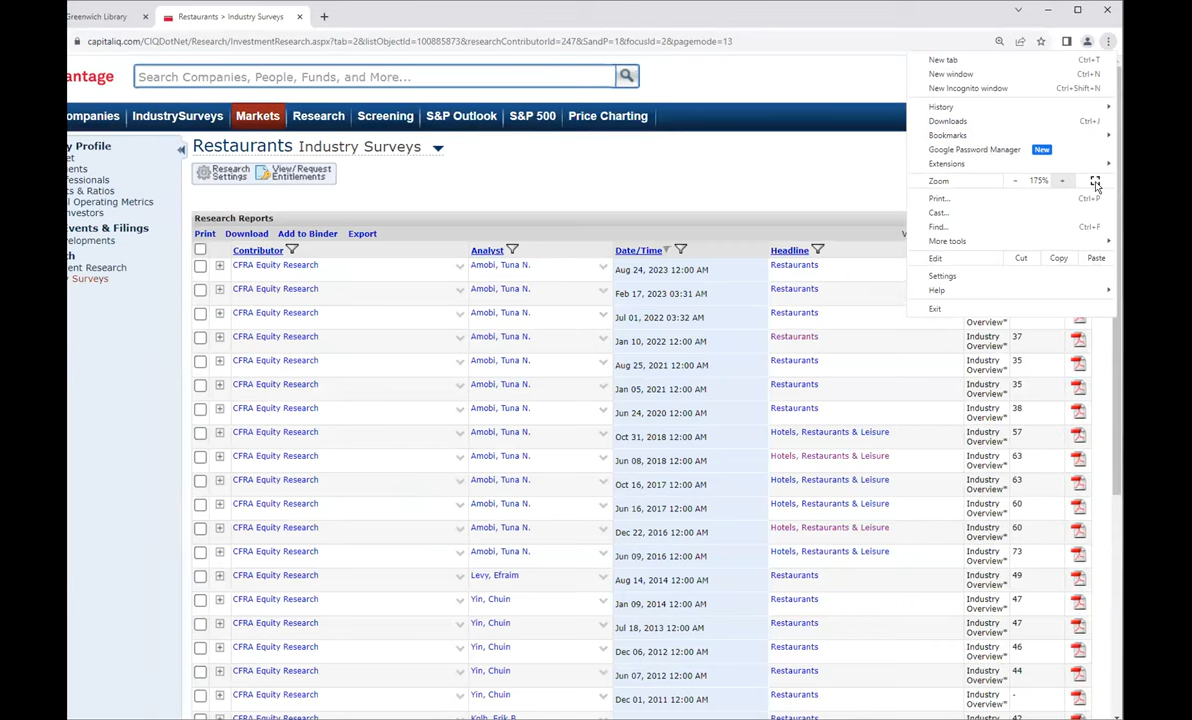 Greenwich Library
Restaurants > Industry Surveys
capitaliq.com/CIQDotNet/Research/InvestmentResearch.aspx?tab=2&listObjectId=100885873&researchContributorId=247&SandP=1&focusId=2&pagemode=13
antage
Search Companies, People, Funds, and More...
ompanies IndustrySurveys Markets Research Screening S&P Outlook S&P 500 Price Charting
y Profile
et
ents
ofessionals
s & Ratios
al Operating Metrics
nvestors
vents & Filings
velopments
ch
ent Research
y Surveys
Restaurants Industry Surveys
Research Settings
View/Request Entitlements
Research Reports
Print Download Add to Binder Export V
Contributor Analyst Date/Time Headline
CFRA Equity Research Amobi, Tuna N. Aug 24, 2023 12:00 AM Restaurants
CFRA Equity Research Amobi, Tuna N. Feb 17, 2023 03:31 AM Restaurants
CFRA Equity Research Amobi, Tuna N. Jul 01, 2022 03:32 AM Restaurants Overview*
CFRA Equity Research Amobi, Tuna N. Jan 10, 2022 12:00 AM Restaurants Industry Overview* 37
CFRA Equity Research Amobi, Tuna N. Aug 25, 2021 12:00 AM Restaurants Industry Overview* 35
CFRA Equity Research Amobi, Tuna N. Jan 05, 2021 12:00 AM Restaurants Industry Overview* 35
CFRA Equity Research Amobi, Tuna N. Jun 24, 2020 12:00 AM Restaurants Industry Overview* 38
CFRA Equity Research Amobi, Tuna N. Oct 31, 2018 12:00 AM Hotels, Restaurants & Leisure Industry Overview* 57
CFRA Equity Research Amobi, Tuna N. Jun 08, 2018 12:00 AM Hotels, Restaurants & Leisure Industry Overview* 63
CFRA Equity Research Amobi, Tuna N. Oct 16, 2017 12:00 AM Hotels, Restaurants & Leisure Industry Overview* 63
CFRA Equity Research Amobi, Tuna N. Jun 16, 2017 12:00 AM Hotels, Restaurants & Leisure Industry Overview* 60
CFRA Equity Research Amobi, Tuna N. Dec 22, 2016 12:00 AM Hotels, Restaurants & Leisure Industry Overview* 60
CFRA Equity Research Amobi, Tuna N. Jun 09, 2016 12:00 AM Hotels, Restaurants & Leisure Industry Overview* 73
CFRA Equity Research Levy, Efraim Aug 14, 2014 12:00 AM Restaurants Industry Overview* 49
CFRA Equity Research Yin, Chuin Jan 09, 2014 12:00 AM Restaurants Industry Overview* 47
CFRA Equity Research Yin, Chuin Jul 18, 2013 12:00 AM Restaurants Industry Overview* 47
CFRA Equity Research Yin, Chuin Dec 06, 2012 12:00 AM Restaurants Industry Overview* 46
CFRA Equity Research Yin, Chuin Jun 07, 2012 12:00 AM Restaurants Industry Overview* 44
CFRA Equity Research Yin, Chuin Dec 01, 2011 12:00 AM Restaurants Industry Overview* -
CFRA Equity Research Kolb, Erik B. Restaurants Industry 42
New tab Ctrl+T
New window Ctrl+N
New Incognito window Ctrl+Shift+N
History
Downloads Ctrl+J
Bookmarks
Google Password Manager New
Extensions
Zoom - 175% +
Print... Ctrl+P
Cast...
Find... Ctrl+F
More tools
Edit Cut Copy Paste
Settings
Help
Exit